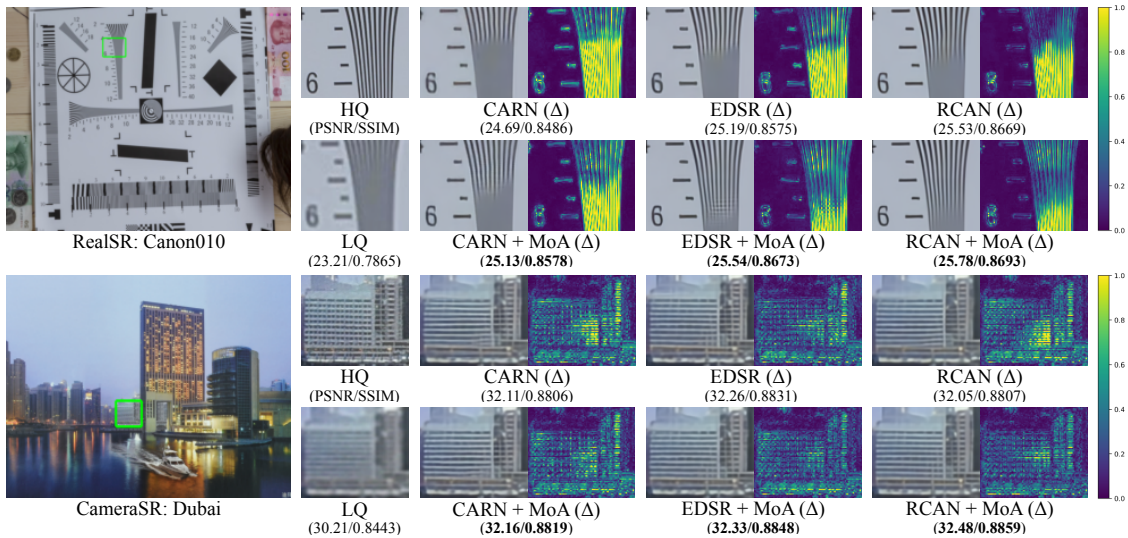 HQ
(PSNR/SSIM)
CARN (Δ)
(24.69/0.8486)
EDSR (Δ)
(25.19/0.8575)
RCAN (Δ)
(25.53/0.8669)
6
6
1.0
0.8
0.6
0.4
0.2
0.0
RealSR: Canon010
LQ
(23.21/0.7865)
CARN + MoA (Δ)
(25.13/0.8578)
EDSR + MoA (Δ)
(25.54/0.8673)
RCAN + MoA (Δ)
(25.78/0.8693)
HQ
(PSNR/SSIM)
CARN (Δ)
(32.11/0.8806)
EDSR (Δ)
(32.26/0.8831)
RCAN (Δ)
(32.05/0.8807)
1.0
0.8
0.6
0.4
0.2
0.0
CameraSR: Dubai
LQ
(30.21/0.8443)
CARN + MoA (Δ)
(32.16/0.8819)
EDSR + MoA (Δ)
(32.33/0.8848)
RCAN + MoA (Δ)
(32.48/0.8859)